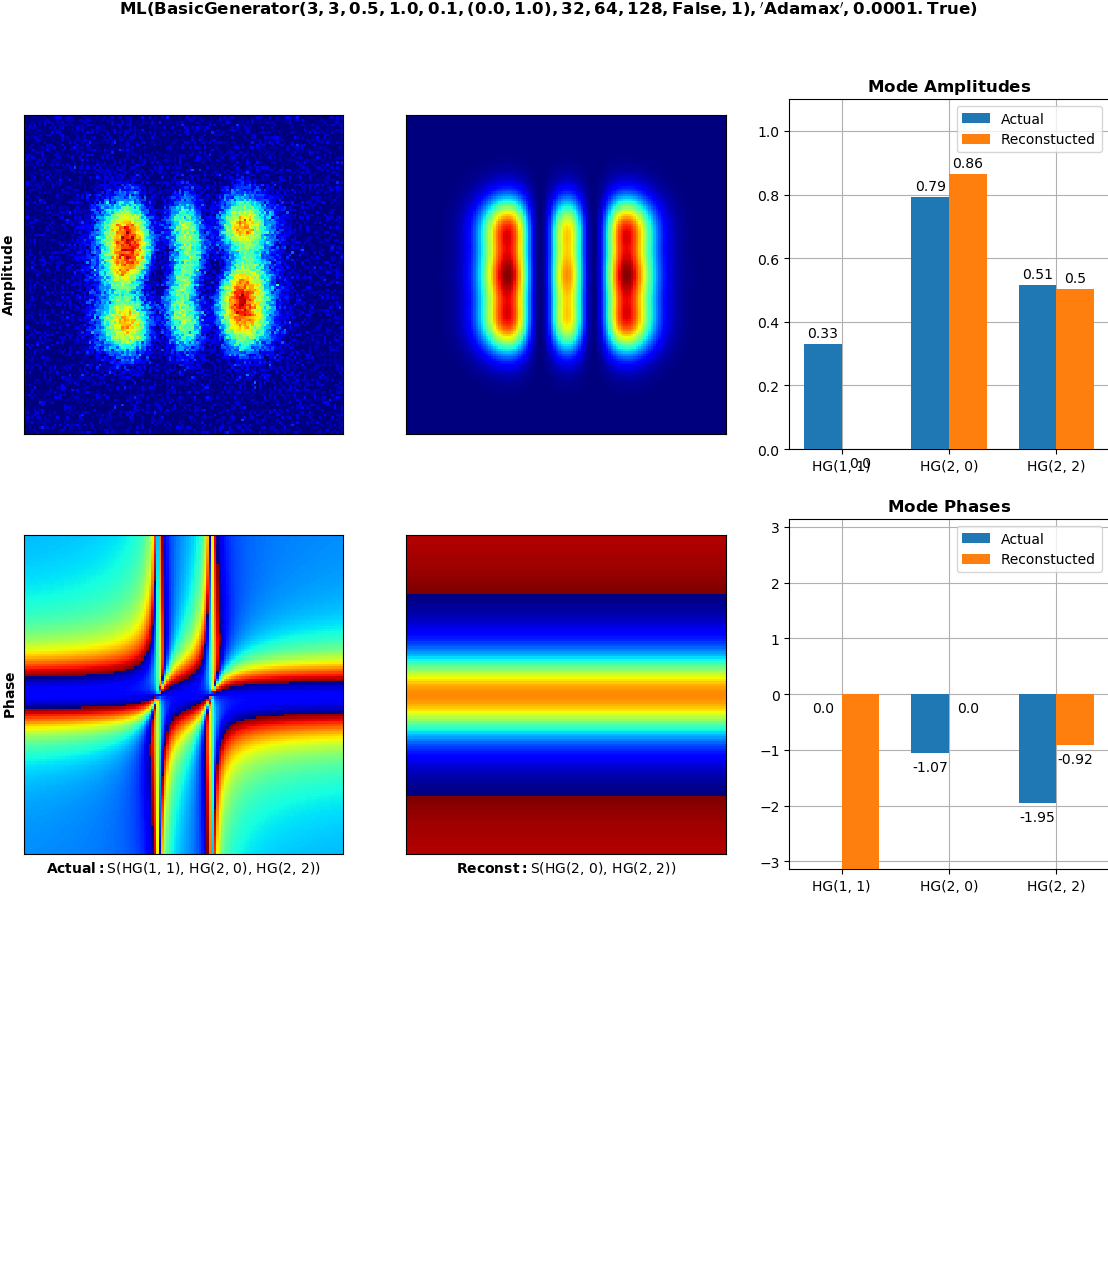 ML(BasicGenerator(3, 3, 0.5, 1.0, 0.1, (0.0, 1.0), 32, 64, 128, False, 1), ′Adamax′, 0.0001. True)
Amplitude
Mode Amplitudes
Actual
Reconstucted
1.0
0.8
0.6
0.4
0.2
0.0
0.33
0.0
0.79
0.86
0.51
0.5
HG(1, 1)
HG(2, 0)
HG(2, 2)
Phase
Actual: S(HG(1, 1), HG(2, 0), HG(2, 2))
Reconst: S(HG(2, 0), HG(2, 2))
Mode Phases
Actual
Reconstucted
3
2
1
0
−1
−2
−3
0.0
-1.07
0.0
-1.95
-0.92
HG(1, 1)
HG(2, 0)
HG(2, 2)